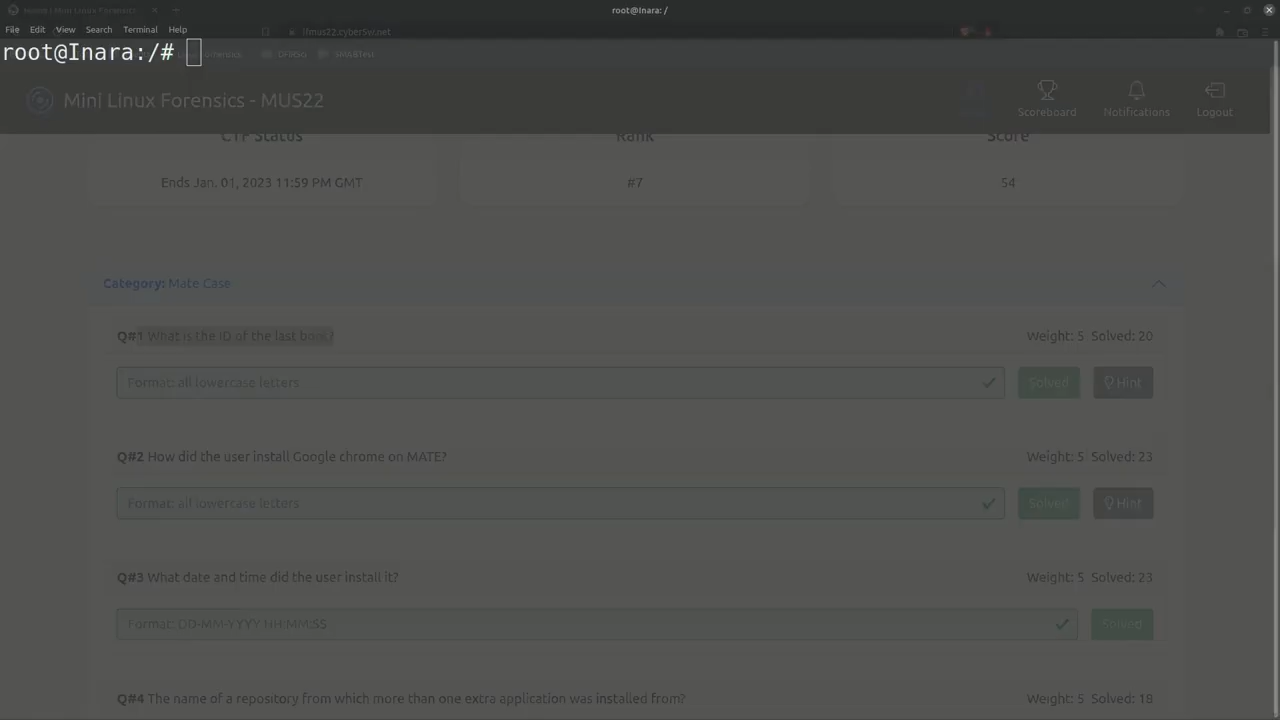 root@Inara: /
File Edit View Search Terminal Help
root@Inara:/#
Mini Linux Forensics - MUS22
Scoreboard
Notifications
Logout
CTF Status
Rank
Score
Ends Jan. 01, 2023 11:59 PM GMT
#7
54
Category: Mate Case
Q#1 What is the ID of the last boot?
Weight: 5 Solved: 20
Format: all lowercase letters
Solved
Hint
Q#2 How did the user install Google chrome on MATE?
Weight: 5 Solved: 23
Format: all lowercase letters
Solved
Hint
Q#3 What date and time did the user install it?
Weight: 5 Solved: 23
Format: DD-MM-YYYY HH:MM:SS
Solved
Q#4 The name of a repository from which more than one extra application was installed from?
Weight: 5 Solved: 18